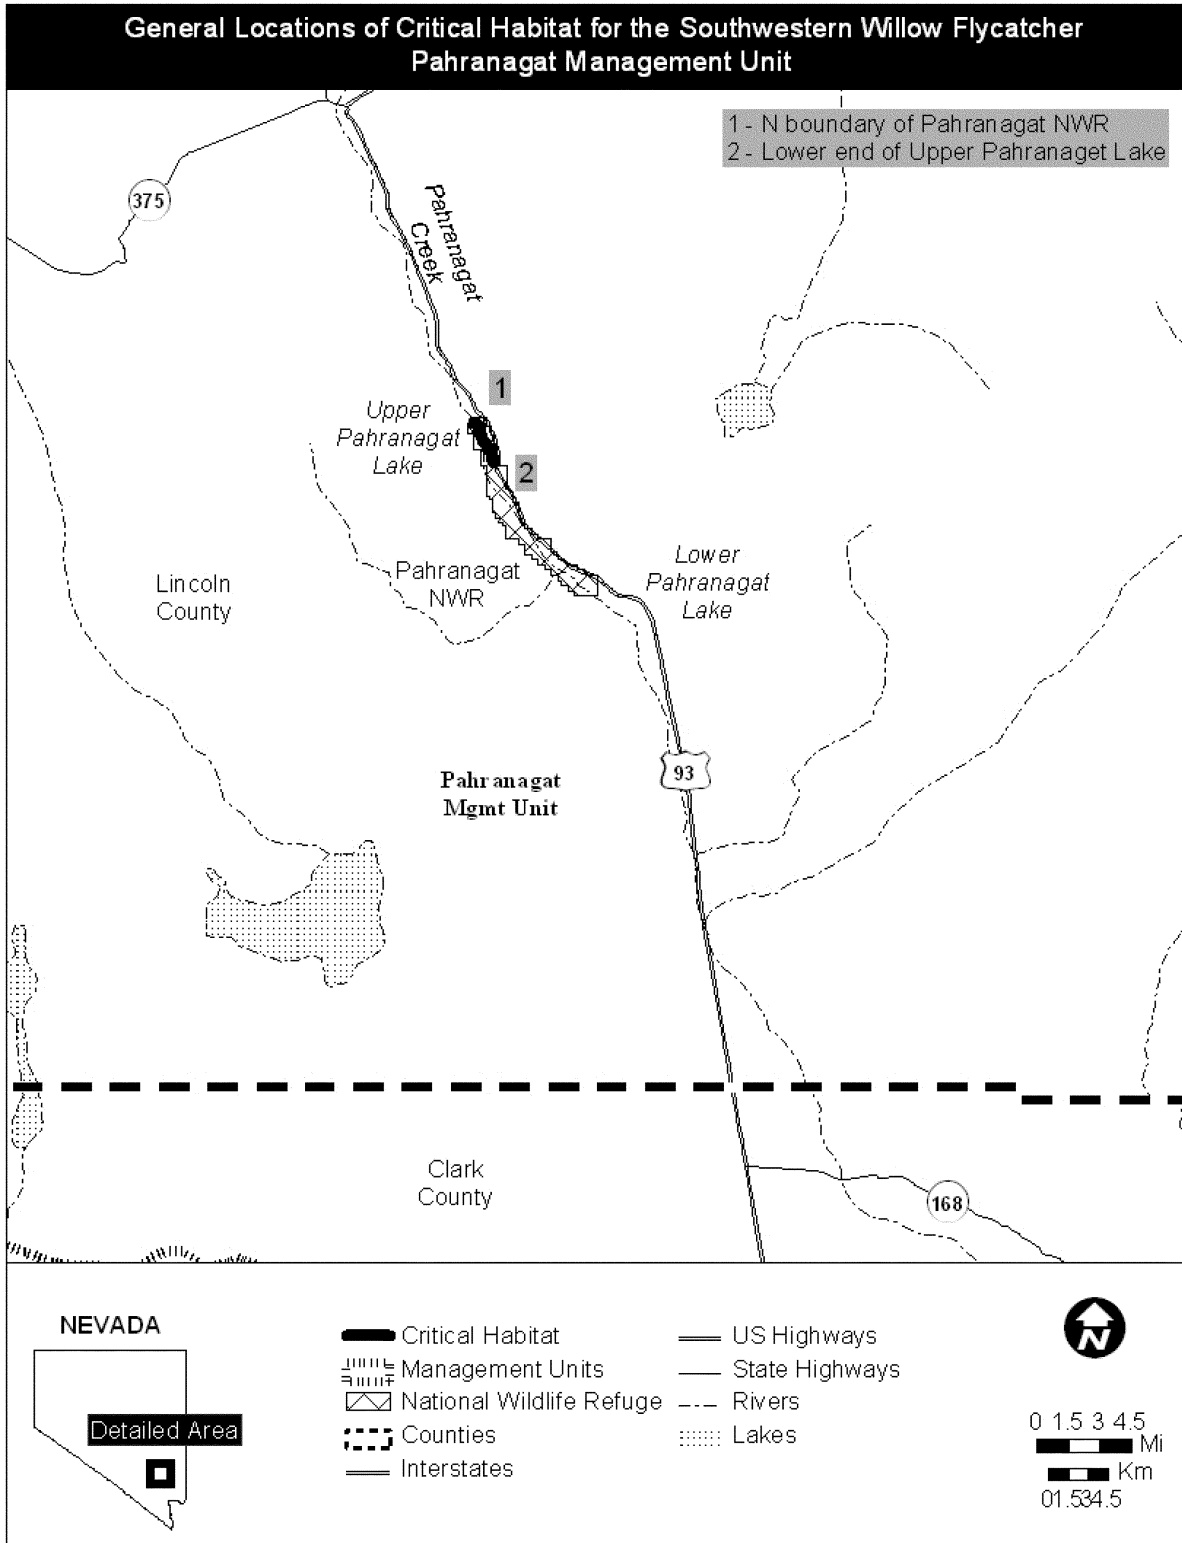 General Locations of Critical Habitat for the Southwestern Willow Flycatcher
Pahranagat Management Unit
1 - N boundary of Pahranagat NWR
2 - Lower end of Upper Pahranaget Lake
375
Pahranagat
Creek
1
Upper
Pahranagat
Lake
2
Lower
Pahranagat
Lake
Pahranagat
NWR
Lincoln
County
93
Pahranagat
Mgmt Unit
Clark
County
168
NEVADA
Detailed Area
Critical Habitat
Management Units
National Wildlife Refuge
Counties
Interstates
US Highways
State Highways
Rivers
Lakes
N
0 1.5 3 4.5
Mi
Km
01.534.5